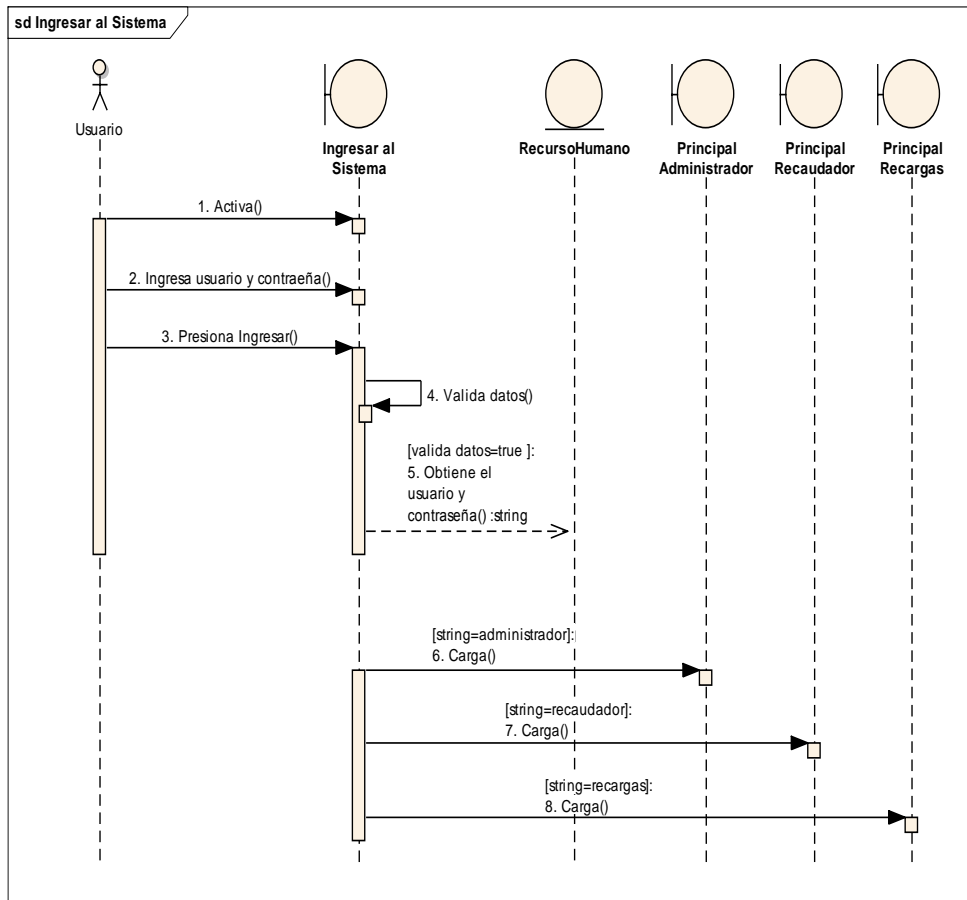 sd Ingresar al Sistema
Usuario
Ingresar al
Sistema
RecursoHumano
Principal
Administrador
Principal
Recaudador
Principal
Recargas
1. Activa()
2. Ingresa usuario y contraeña()
3. Presiona Ingresar()
4. Valida datos()
[valida datos=true ]:
5. Obtiene el
usuario y
contraseña() :string
[string=administrador]:
6. Carga()
[string=recaudador]:
7. Carga()
[string=recargas]:
8. Carga()